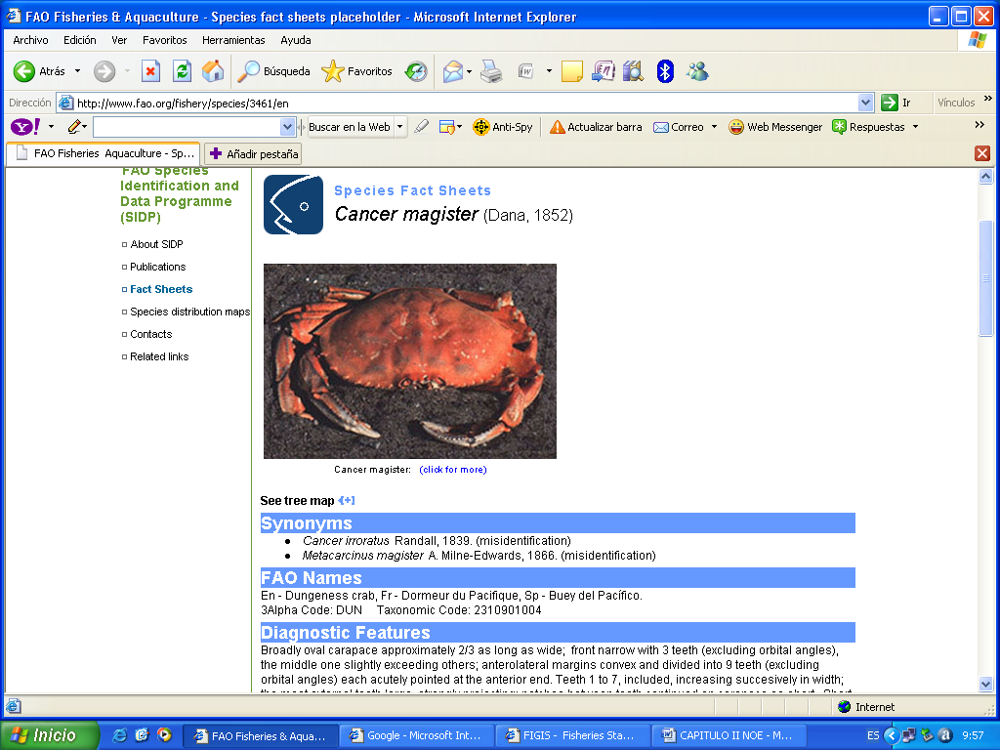 FAO Fisheries & Aquaculture - Species fact sheets placeholder - Microsoft Internet Explorer
Archivo Edición Ver Favoritos Herramientas Ayuda
Atrás Búsqueda Favoritos
Dirección http://www.fao.org/fishery/species/3461/en Ir Vínculos »
Y! Buscar en la Web Anti-Spy Actualizar barra Correo Web Messenger Respuestas »
FAO Fisheries Aquaculture - Sp... Añadir pestaña
FAO Species
Identification and
Data Programme
(SIDP)
About SIDP
Publications
Fact Sheets
Species distribution maps
Contacts
Related links
Species Fact Sheets
Cancer magister (Dana, 1852)
Cancer magister: (click for more)
See tree map {+}
Synonyms
• Cancer irroratus Randall, 1839. (misidentification)
• Metacarcinus magister A. Milne-Edwards, 1866. (misidentification)
FAO Names
En - Dungeness crab, Fr - Dormeur du Pacifique, Sp - Buey del Pacífico.
3Alpha Code: DUN Taxonomic Code: 2310901004
Diagnostic Features
Broadly oval carapace approximately 2/3 as long as wide; front narrow with 3 teeth (excluding orbital angles),
the middle one slightly exceeding others; anterolateral margins convex and divided into 9 teeth (excluding
orbital angles) each acutely pointed at the anterior end. Teeth 1 to 7, included, increasing succesively in width;
Internet
Inicio FAO Fisheries & Aqua... Google - Microsoft Int... FIGIS - Fisheries Sta... CAPITULO II NOE - M... ES 9:57